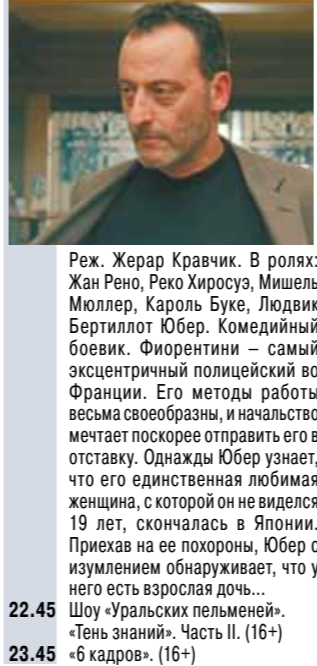 Реж. Жерар Кравчик. В ролях:
Жан Рено, Реко Хиросуэ, Мишель
Мюллер, Кароль Буке, Людвик
Бертиллот Юбер. Комедийный
боевик. Фиорентини – самый
эксцентричный полицейский во
Франции. Его методы работы
весьма своеобразны, и начальство
мечтает поскорее отправить его в
отставку. Однажды Юбер узнает,
что его единственная любимая
женщина, с которой он не виделся
19 лет, скончалась в Японии.
Приехав на ее похороны, Юбер с
изумлением обнаруживает, что у
него есть взрослая дочь...
22.45 Шоу «Уральских пельменей».
«Тень знаний». Часть II. (16+)
23.45 «6 кадров». (16+)